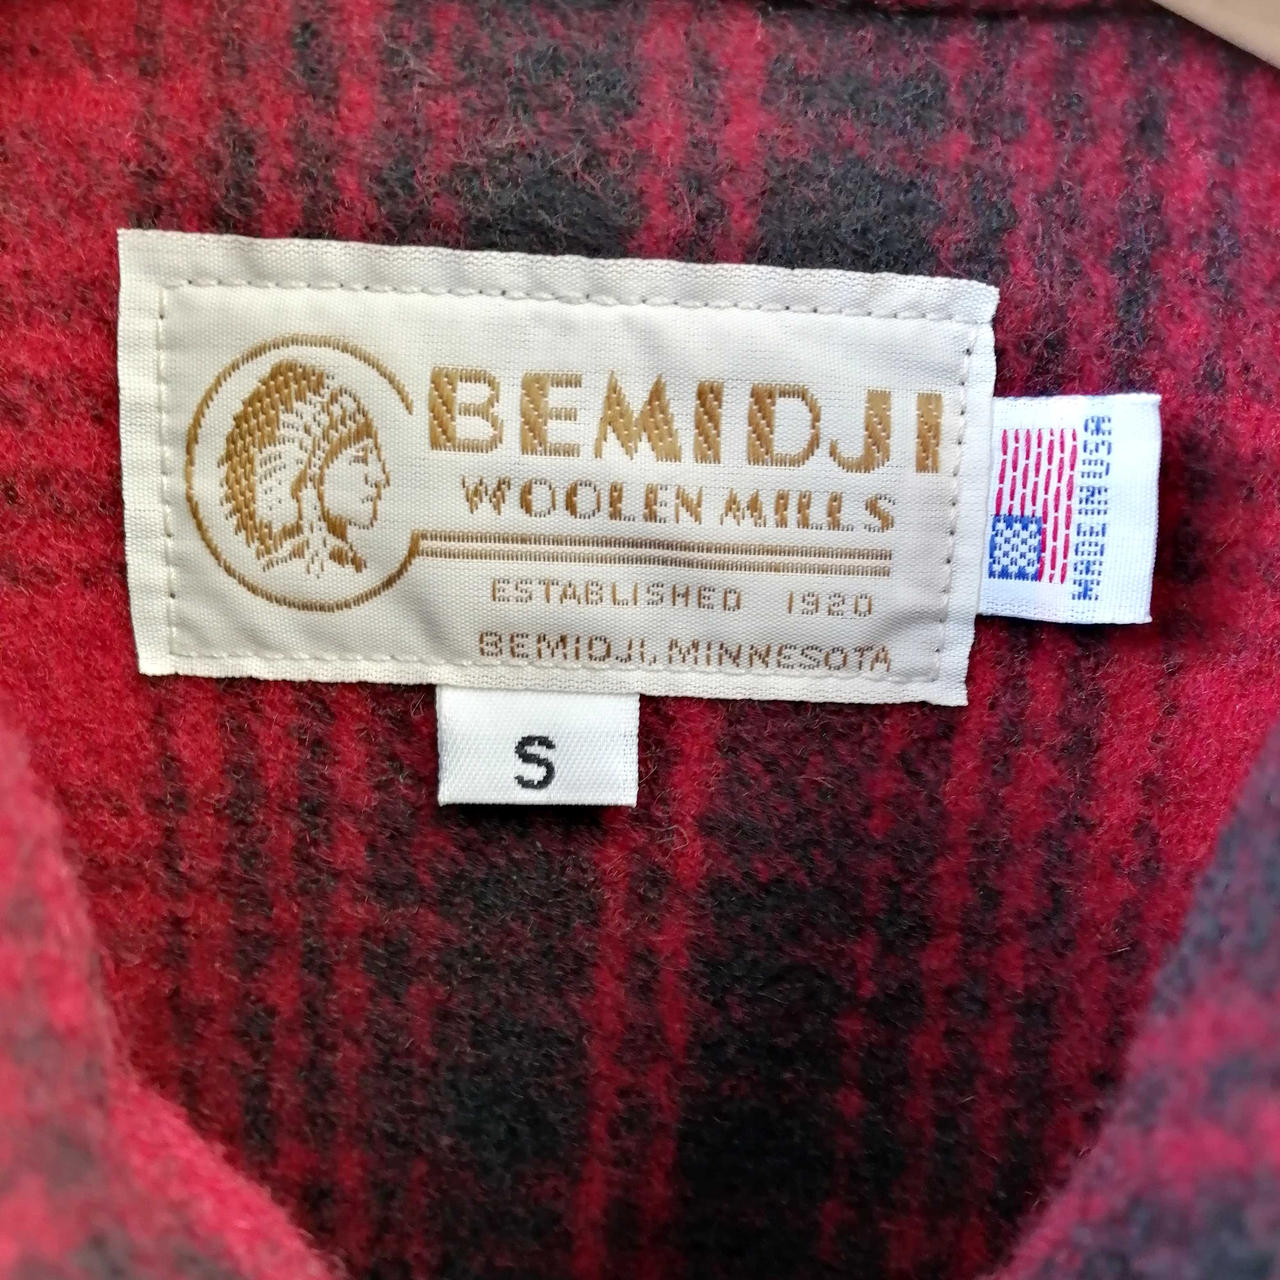 BEMIDJI
WOOLEN MILLS
ESTABLISHED 1920
BEMIDJI, MINNESOTA
MADE IN USA
S